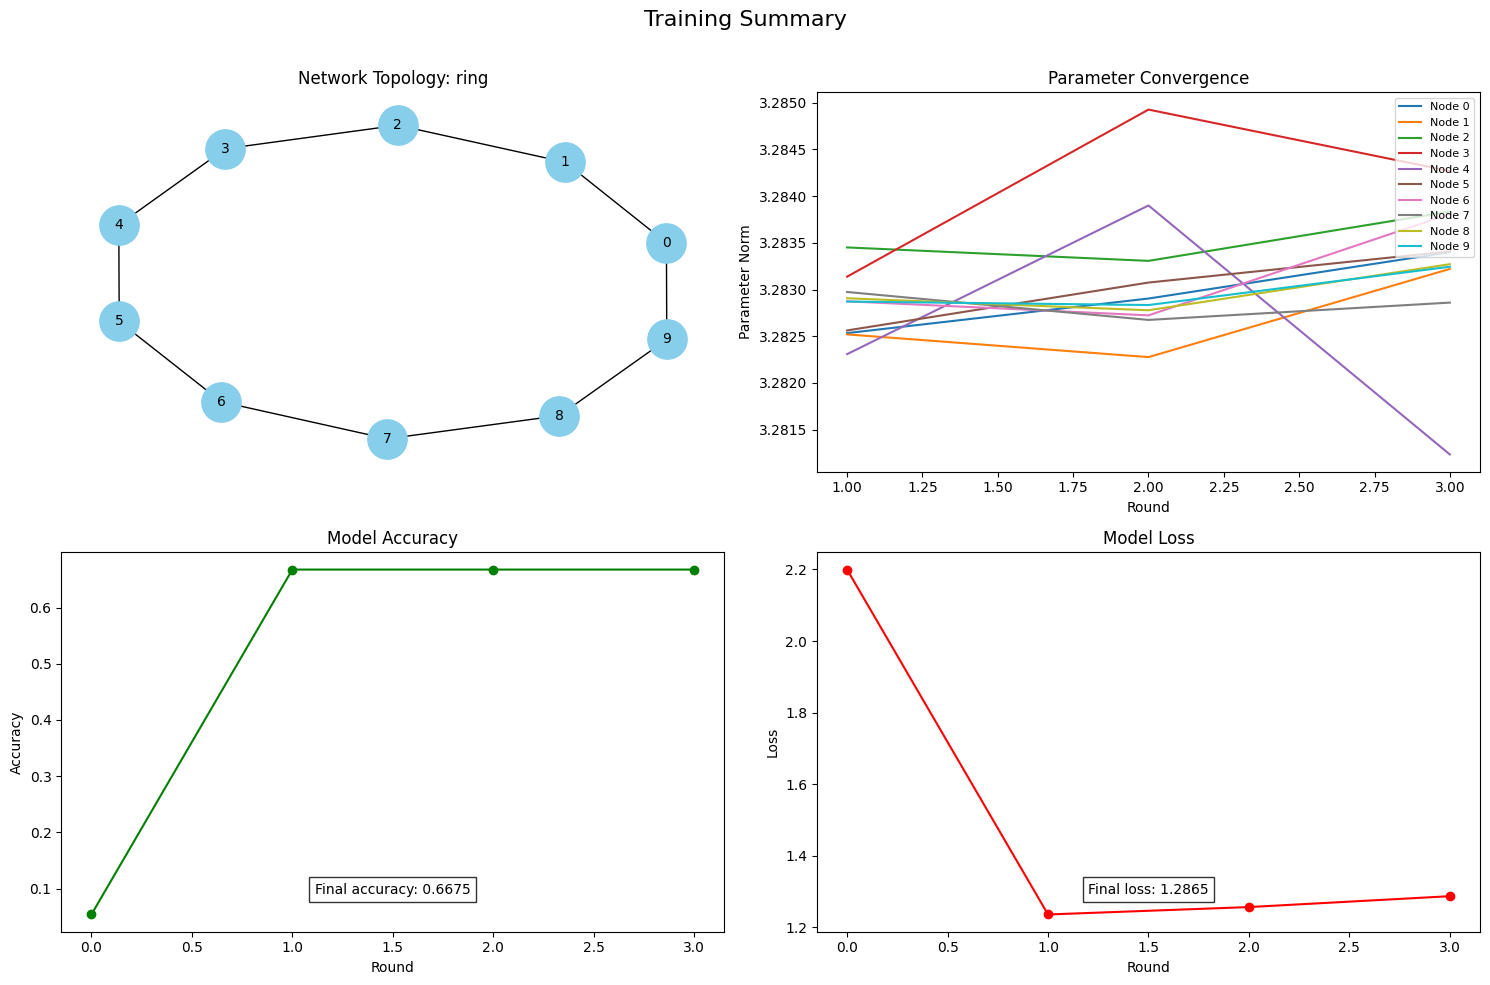 Training Summary
Network Topology: ring
2
3
1
4
0
5
9
6
8
7
Parameter Convergence
3.2850
3.2845
3.2840
3.2835
3.2830
3.2825
3.2820
3.2815
Parameter Norm
Node 0
Node 1
Node 2
Node 3
Node 4
Node 5
Node 6
Node 7
Node 8
Node 9
1.00 1.25 1.50 1.75 2.00 2.25 2.50 2.75 3.00
Round
Model Accuracy
0.6
0.5
0.4
0.3
0.2
0.1
Accuracy
Final accuracy: 0.6675
0.0 0.5 1.0 1.5 2.0 2.5 3.0
Round
Model Loss
2.2
2.0
1.8
1.6
1.4
1.2
Loss
Final loss: 1.2865
0.0 0.5 1.0 1.5 2.0 2.5 3.0
Round